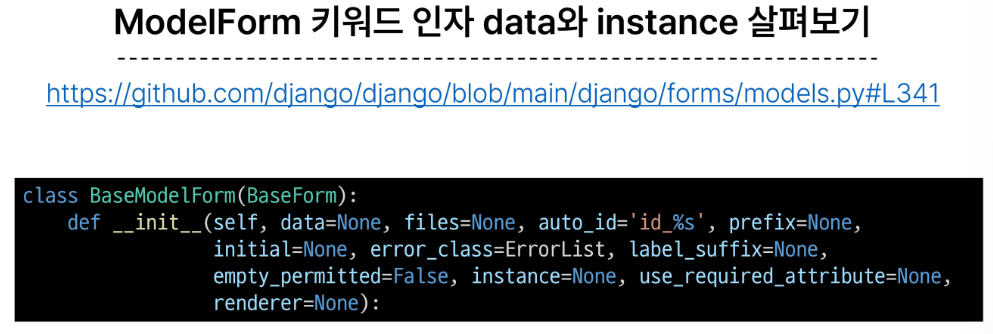 ModelForm 키워드 인자 data와 instance 살펴보기
https://github.com/django/django/blob/main/django/forms/models.py#L341
class BaseModelForm(BaseForm):
    def __init__(self, data=None, files=None, auto_id='id_%s', prefix=None,
                 initial=None, error_class=ErrorList, label_suffix=None,
                 empty_permitted=False, instance=None, use_required_attribute=None,
                 renderer=None):